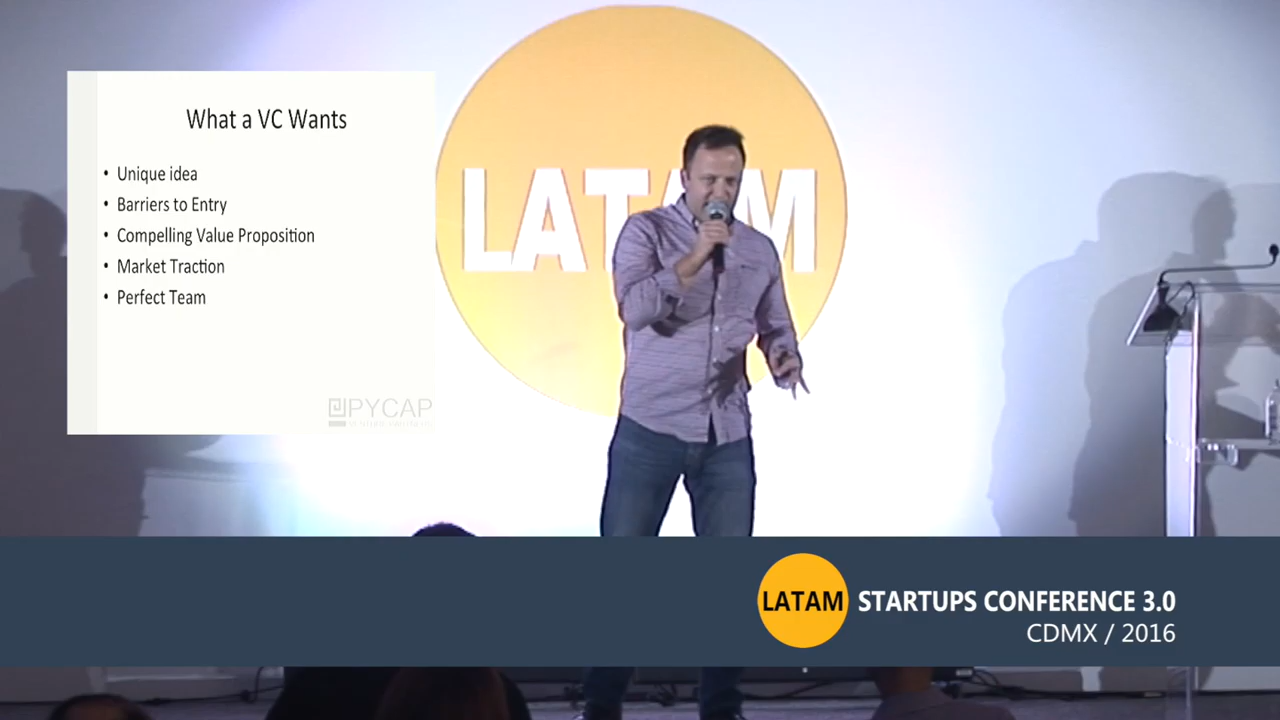 What a VC Wants
• Unique idea
• Barriers to Entry
• Compelling Value Proposition
• Market Traction
• Perfect Team
PYCAP
LATAM
LATAM STARTUPS CONFERENCE 3.0
CDMX / 2016